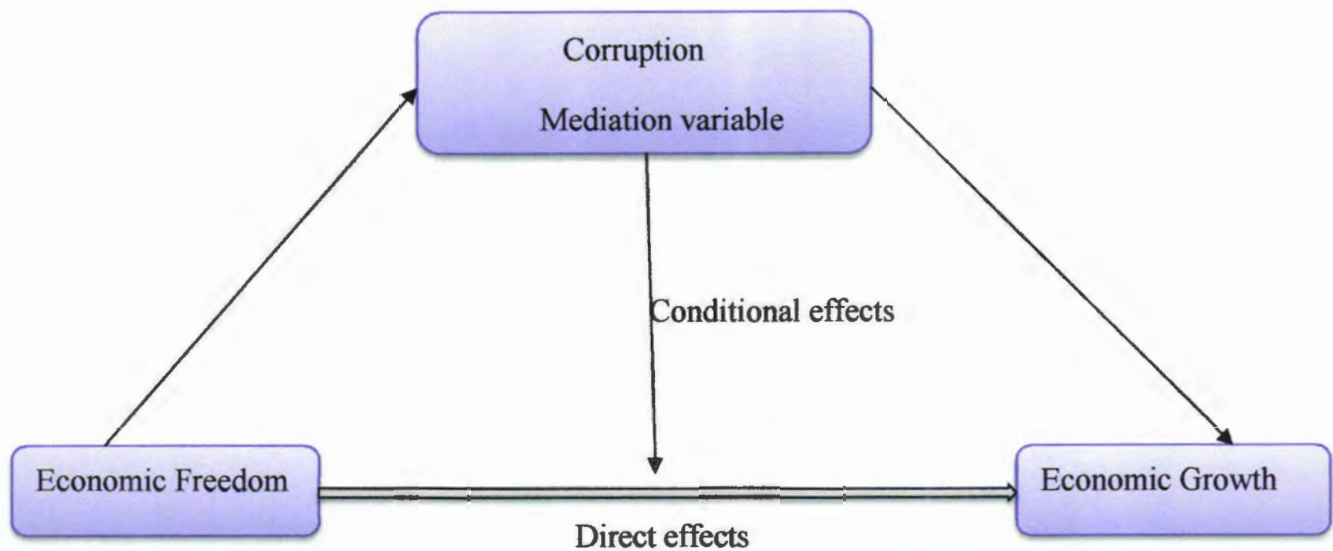 Corruption
Mediation variable
Conditional effects
Economic Freedom
Economic Growth
Direct effects